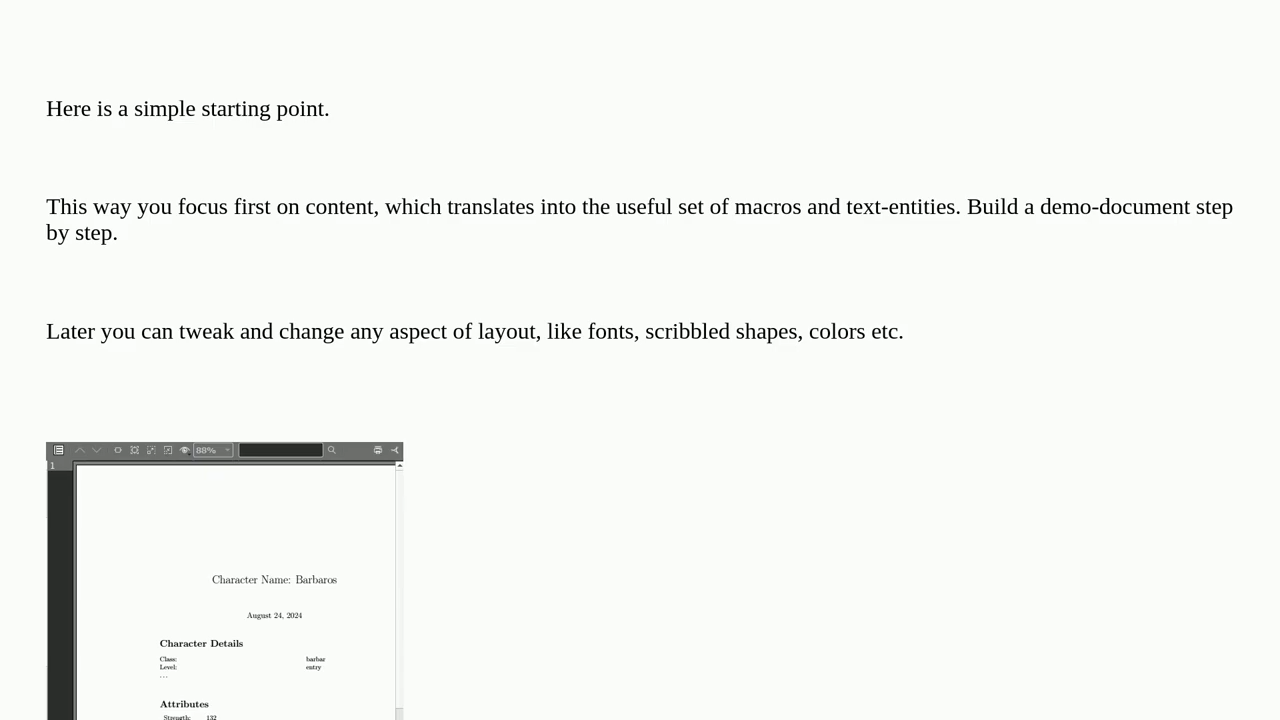 Here is a simple starting point.
This way you focus first on content, which translates into the useful set of macros and text-entities. Build a demo-document step
by step.
Later you can tweak and change any aspect of layout, like fonts, scribbled shapes, colors etc.
88%
1
Character Name: Barbaros
August 24, 2024
Character Details
Class: barbar
Level: entry
...
Attributes
Strength: 132